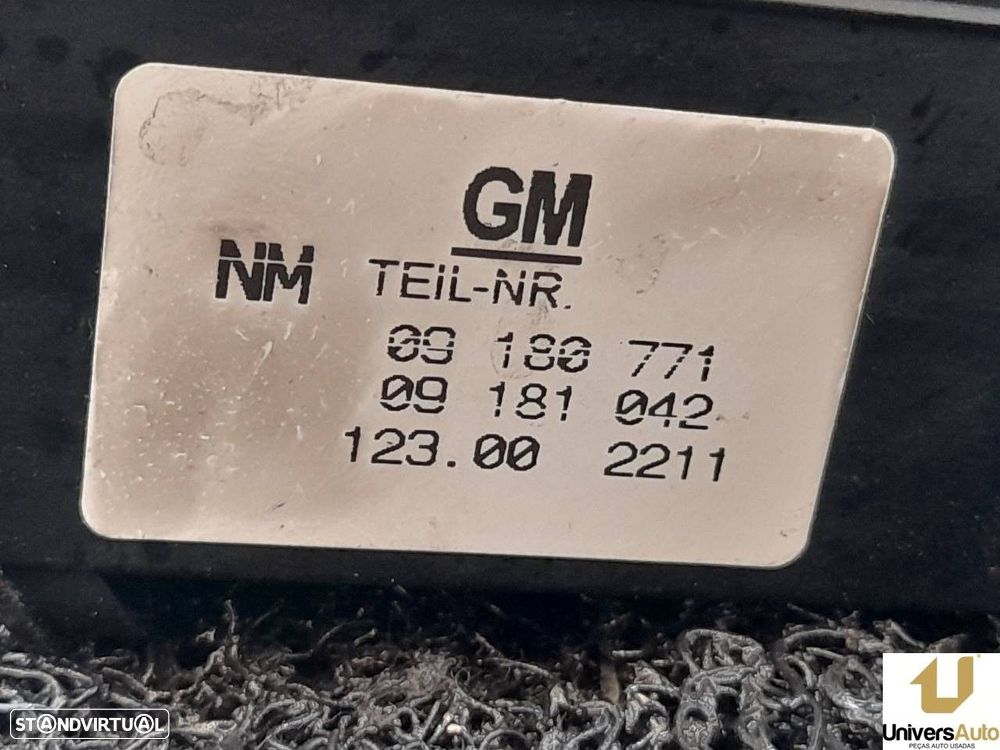 GM
NM TEIL-NR.
09 180 771
09 181 042
123.00 2211
STANDVIRTUAL
UniversAuto
PEÇAS AUTO USADAS